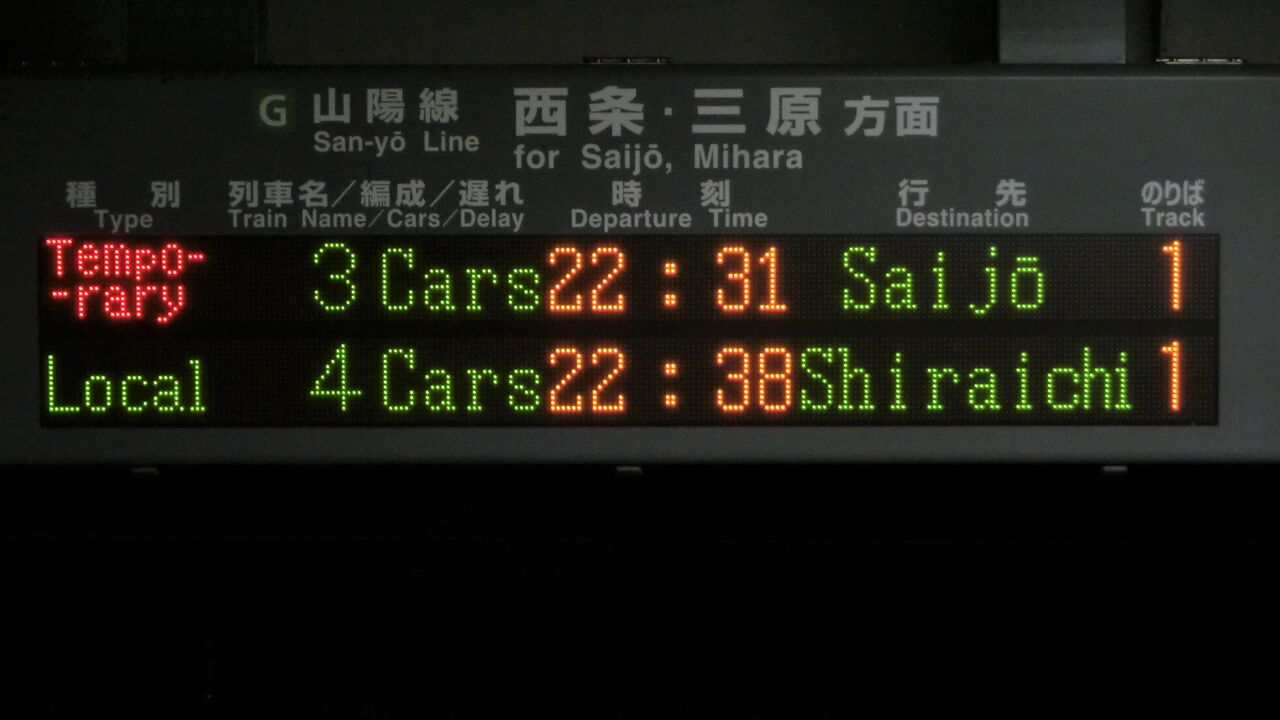 G 山陽線 西条・三原方面
San-yō Line for Saijō, Mihara
種別 列車名／編成／遅れ 時刻 行先 のりば
Type Train Name／Cars／Delay Departure Time Destination Track
Tempo-
-rary 3 Cars 22:31 Saijō 1
Local 4 Cars 22:38 Shiraichi 1